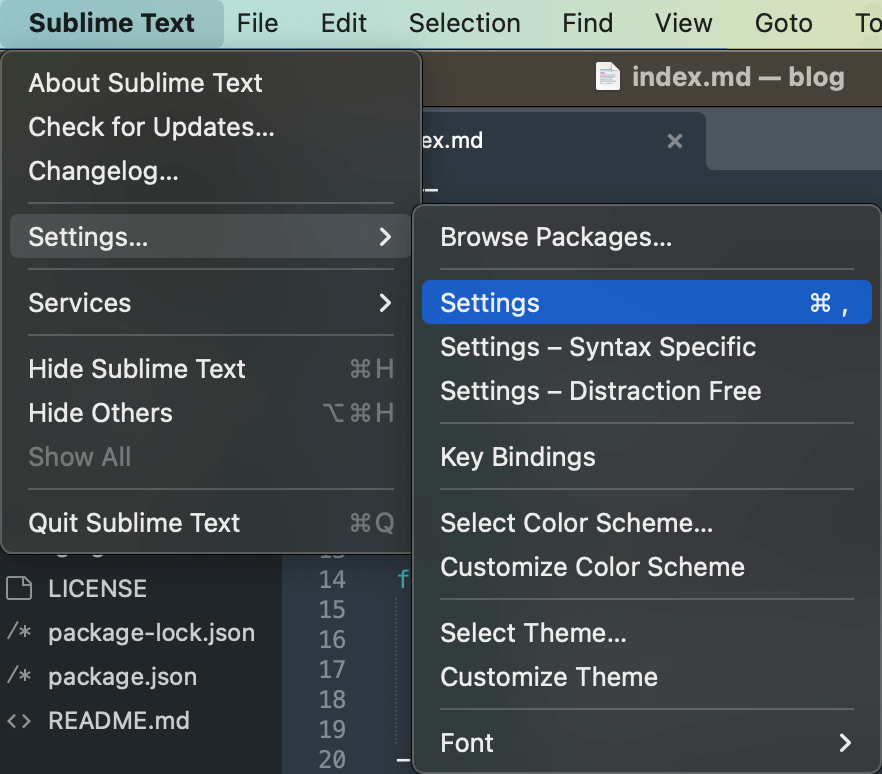 Sublime Text File Edit Selection Find View Goto To
index.md — blog
ex.md
About Sublime Text
Check for Updates...
Changelog...
Settings...
Services
Hide Sublime Text ⌘H
Hide Others ⌥⌘H
Show All
Quit Sublime Text ⌘Q
Browse Packages...
Settings ⌘ ,
Settings – Syntax Specific
Settings – Distraction Free
Key Bindings
Select Color Scheme...
Customize Color Scheme
Select Theme...
Customize Theme
Font
LICENSE
/* package-lock.json
/* package.json
<> README.md
14 f
15
16
17
18
19
20